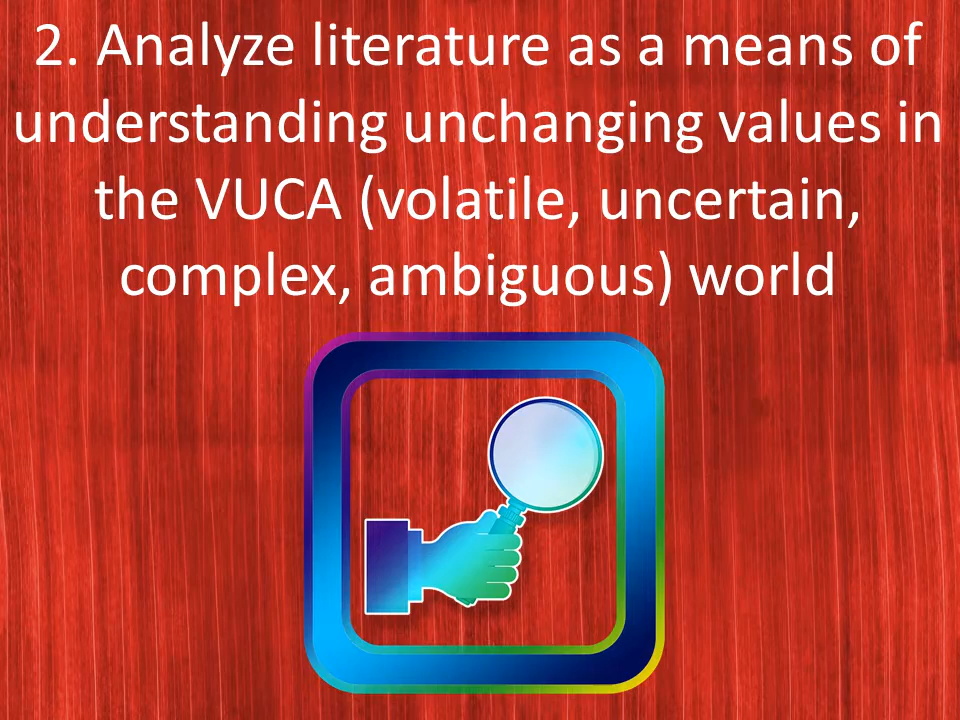 2. Analyze literature as a means of
understanding unchanging values in
the VUCA (volatile, uncertain,
complex, ambiguous) world